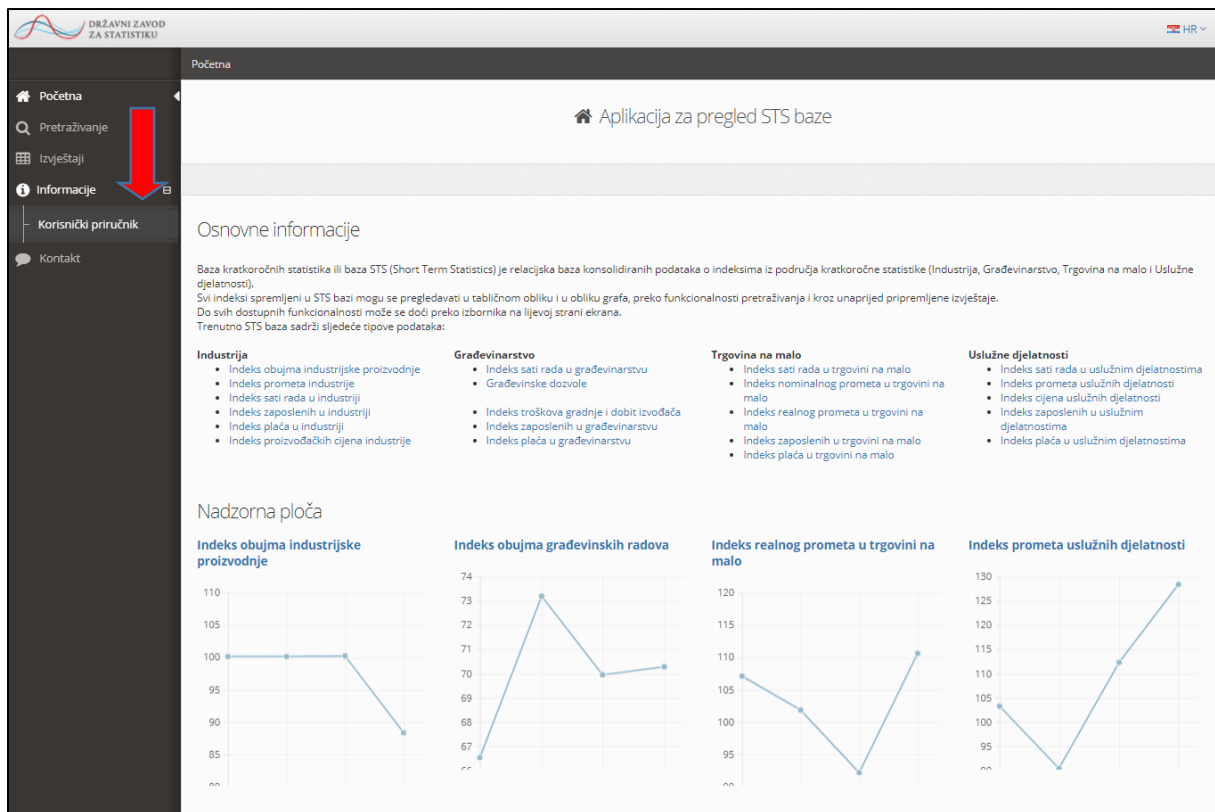 DRŽAVNI ZAVOD
ZA STATISTIKU
HR
Početna
Početna
Pretraživanje
Izvještaji
Informacije
Korisnički priručnik
Kontakt
Aplikacija za pregled STS baze
Osnovne informacije
Baza kratkoročnih statistika ili baza STS (Short Term Statistics) je relacijska baza konsolidiranih podataka o indeksima iz područja kratkoročne statistike (Industrija, Građevinarstvo, Trgovina na malo i Uslužne
djelatnosti).
Svi indeksi spremljeni u STS bazi mogu se pregledavati u tabličnom obliku i u obliku grafa, preko funkcionalnosti pretraživanja i kroz unaprijed pripremljene izvještaje.
Do svih dostupnih funkcionalnosti može se doći preko izbornika na lijevoj strani ekrana.
Trenutno STS baza sadrži sljedeće tipove podataka:
Industrija
• Indeks obujma industrijske proizvodnje
• Indeks prometa industrije
• Indeks sati rada u industriji
• Indeks zaposlenih u industriji
• Indeks plaća u industriji
• Indeks proizvođačkih cijena industrije
Građevinarstvo
• Indeks sati rada u građevinarstvu
• Građevinske dozvole
• Indeks troškova gradnje i dobit izvođača
• Indeks zaposlenih u građevinarstvu
• Indeks plaća u građevinarstvu
Trgovina na malo
• Indeks sati rada u trgovini na malo
• Indeks nominalnog prometa u trgovini na
malo
• Indeks realnog prometa u trgovini na
malo
• Indeks zaposlenih u trgovini na malo
• Indeks plaća u trgovini na malo
Uslužne djelatnosti
• Indeks sati rada u uslužnim djelatnostima
• Indeks prometa uslužnih djelatnosti
• Indeks cijena uslužnih djelatnosti
• Indeks zaposlenih u uslužnim
djelatnostima
• Indeks plaća u uslužnim djelatnostima
Nadzorna ploča
Indeks obujma industrijske
proizvodnje
110
105
100
95
90
85
Indeks obujma građevinskih radova
74
73
72
71
70
69
68
67
Indeks realnog prometa u trgovini na
malo
120
115
110
105
100
95
Indeks prometa uslužnih djelatnosti
130
125
120
115
110
105
100
95